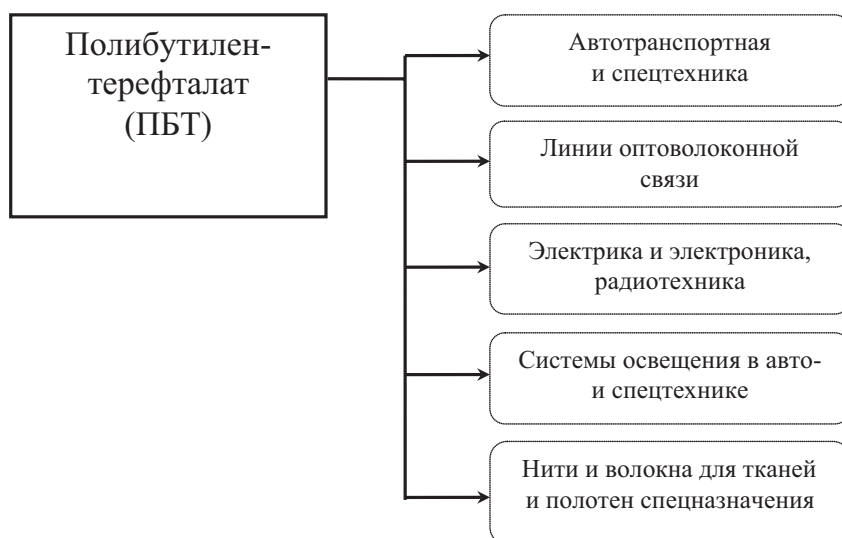 Полибутилен-
терефталат
(ПБТ)
Автотранспортная
и спецтехника
Линии оптоволоконной
связи
Электрика и электроника,
радиотехника
Системы освещения в авто-
и спецтехнике
Нити и волокна для тканей
и полотен спецназначения